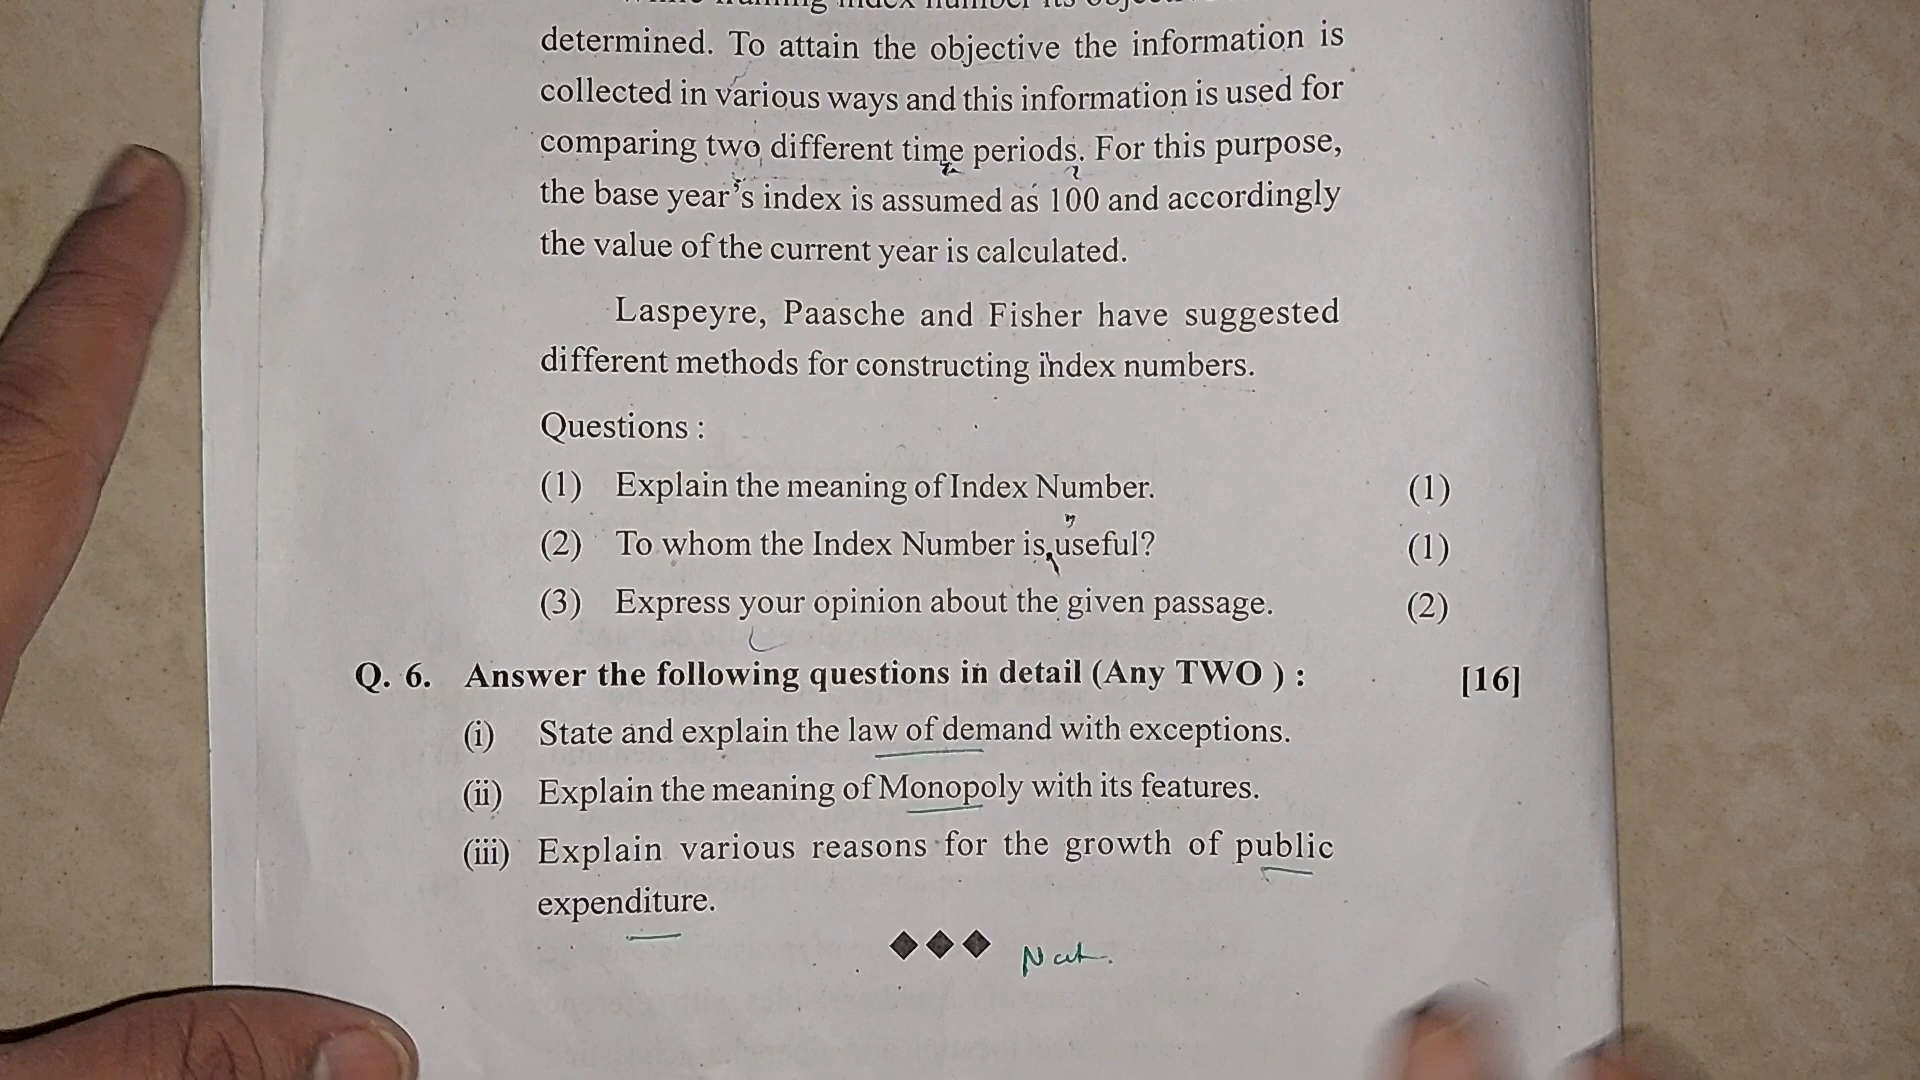 determined. To attain the objective the information is
collected in various ways and this information is used for
comparing two different time periods. For this purpose,
the base year's index is assumed as 100 and accordingly
the value of the current year is calculated.
Laspeyre, Paasche and Fisher have suggested
different methods for constructing index numbers.
Questions :
(1) Explain the meaning of Index Number. (1)
(2) To whom the Index Number is useful? (1)
(3) Express your opinion about the given passage. (2)
Q. 6. Answer the following questions in detail (Any TWO ) : [16]
(i) State and explain the law of demand with exceptions.
(ii) Explain the meaning of Monopoly with its features.
(iii) Explain various reasons for the growth of public
expenditure.